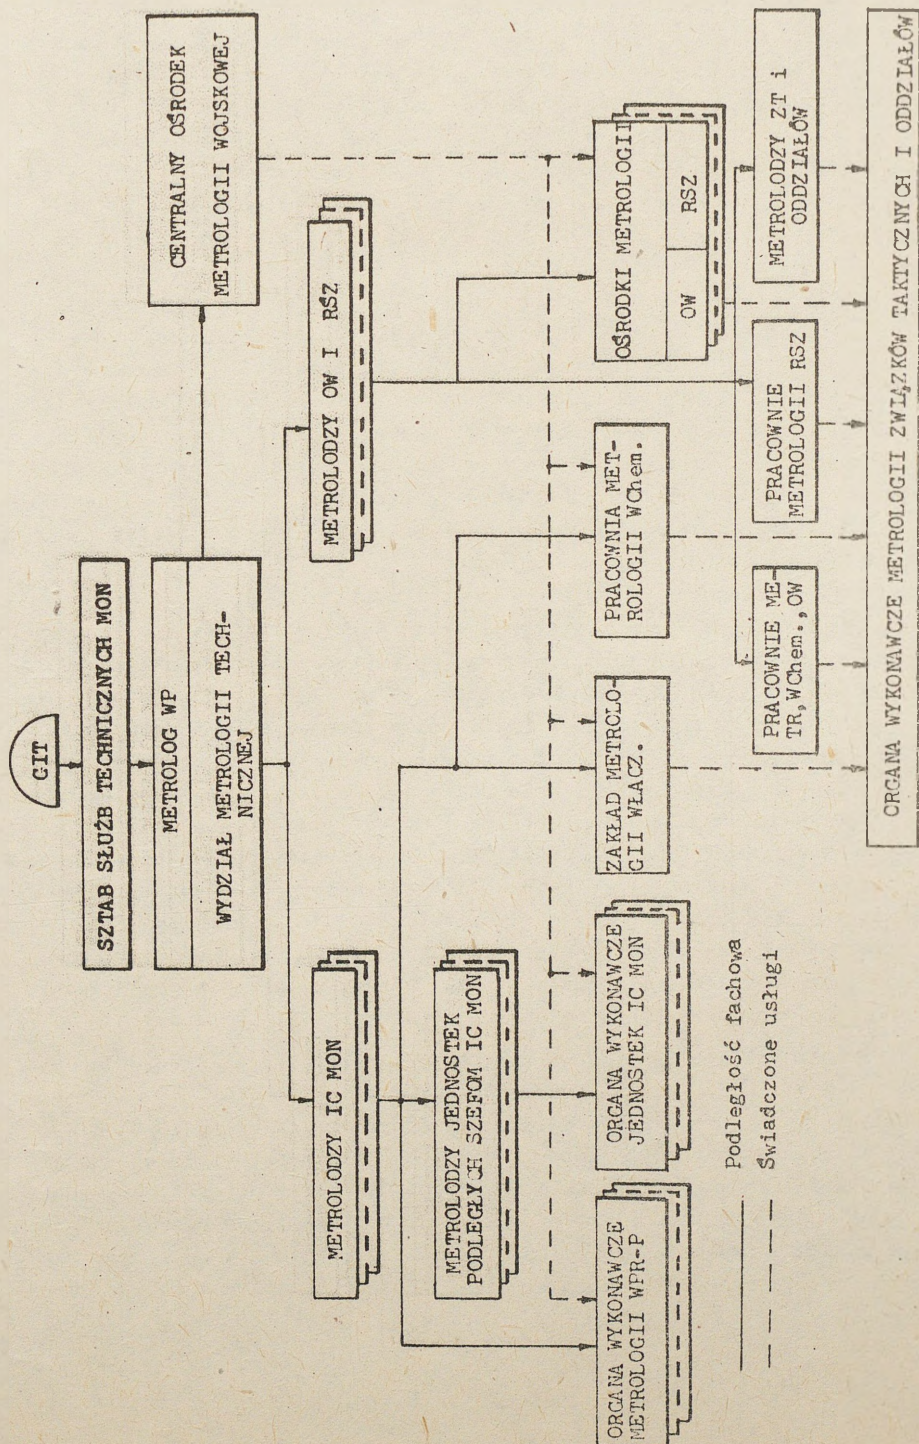 GIT
SZTAB SŁUŻB TECHNICZNYCH MON
METROLOG WP
WYDZIAŁ METROLOGII TECH-
NICZNEJ
CENTRALNY OŚRODEK
METROLOGII WOJSKOWEJ
METROLODZY IC MON
METROLODZY OW I RSZ
METROLODZY JEDNOSTEK
PODLEGŁYCH SZEFOM IC MON
ORGANA WYKONAWCZE
METROLOGII WPR-P
ORGANA WYKONAWCZE
JEDNOSTEK IC MON
ZAKŁAD METROLO-
GII WŁĄCZ.
PRACOWNIA MET-
ROLOGII WChem.
OŚRODKI METROLOGII
OW
RSZ
PRACOWNIE ME-
TR,WChem.,OW
PRACOWNIE
METROLOGII RSZ
METROLODZY ZT i
ODDZIAŁÓW
ORGANA WYKONAWCZE METROLOGII ZWIĄZKÓW TAKTYCZNYCH I ODDZIAŁÓW
Podległość fachowa
Świadczone usługi